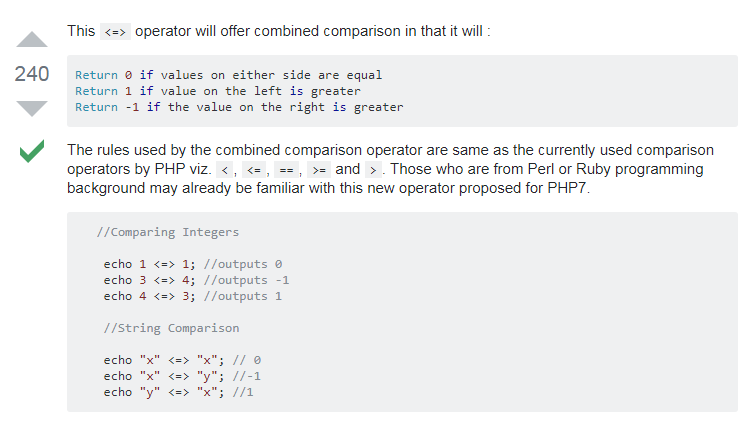 This <=> operator will offer combined comparison in that it will :
240
Return 0 if values on either side are equal
Return 1 if value on the left is greater
Return -1 if the value on the right is greater
The rules used by the combined comparison operator are same as the currently used comparison
operators by PHP viz. < , <= , == , >= and > . Those who are from Perl or Ruby programming
background may already be familiar with this new operator proposed for PHP7.
//Comparing Integers
echo 1 <=> 1; //outputs 0
echo 3 <=> 4; //outputs -1
echo 4 <=> 3; //outputs 1
//String Comparison
echo "x" <=> "x"; // 0
echo "x" <=> "y"; //-1
echo "y" <=> "x"; //1